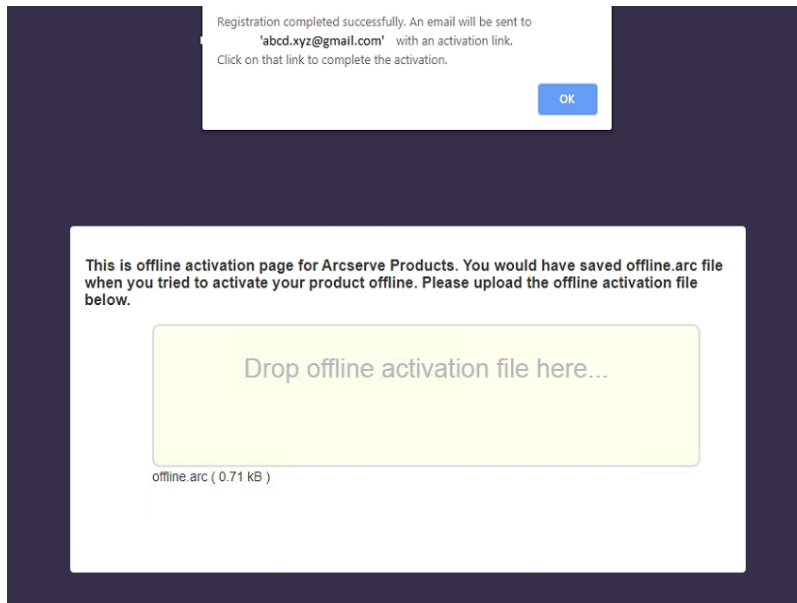 Registration completed successfully. An email will be sent to
'abcd.xyz@gmail.com' with an activation link.
Click on that link to complete the activation.
OK
This is offline activation page for Arcserve Products. You would have saved offline.arc file
when you tried to activate your product offline. Please upload the offline activation file
below.
Drop offline activation file here...
offline.arc ( 0.71 kB )